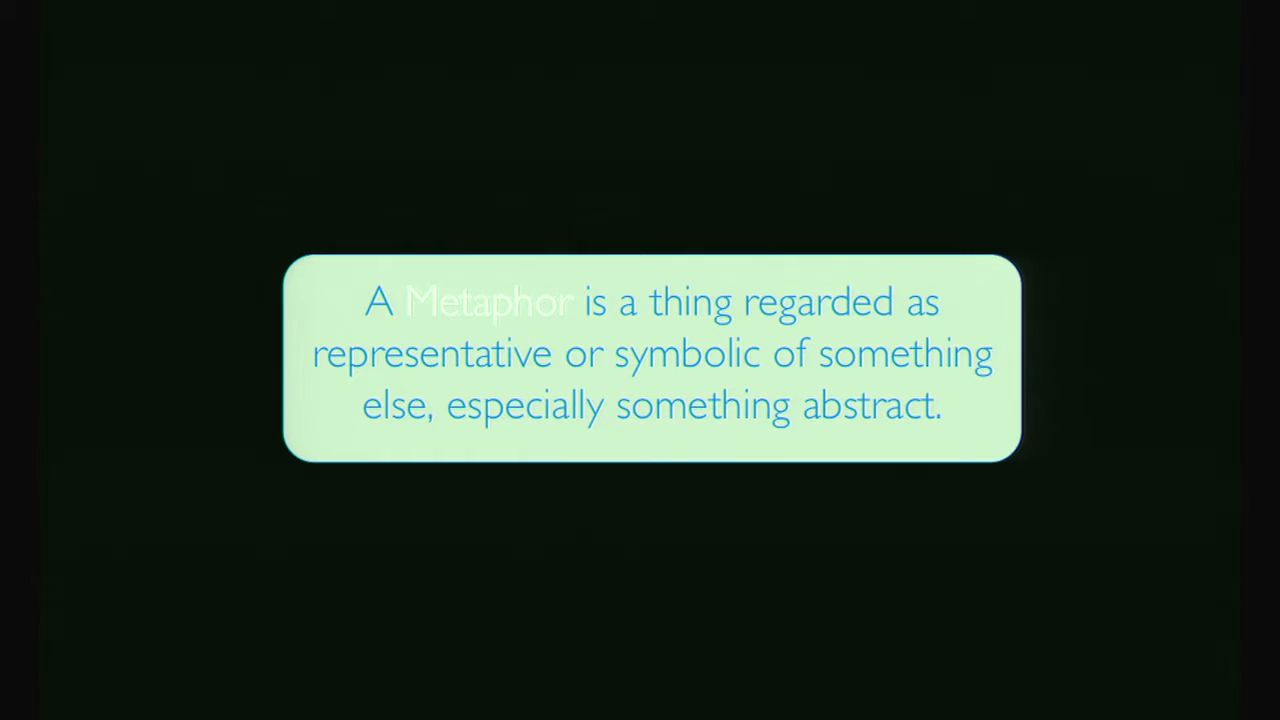 A Metaphor is a thing regarded as
representative or symbolic of something
else, especially something abstract.